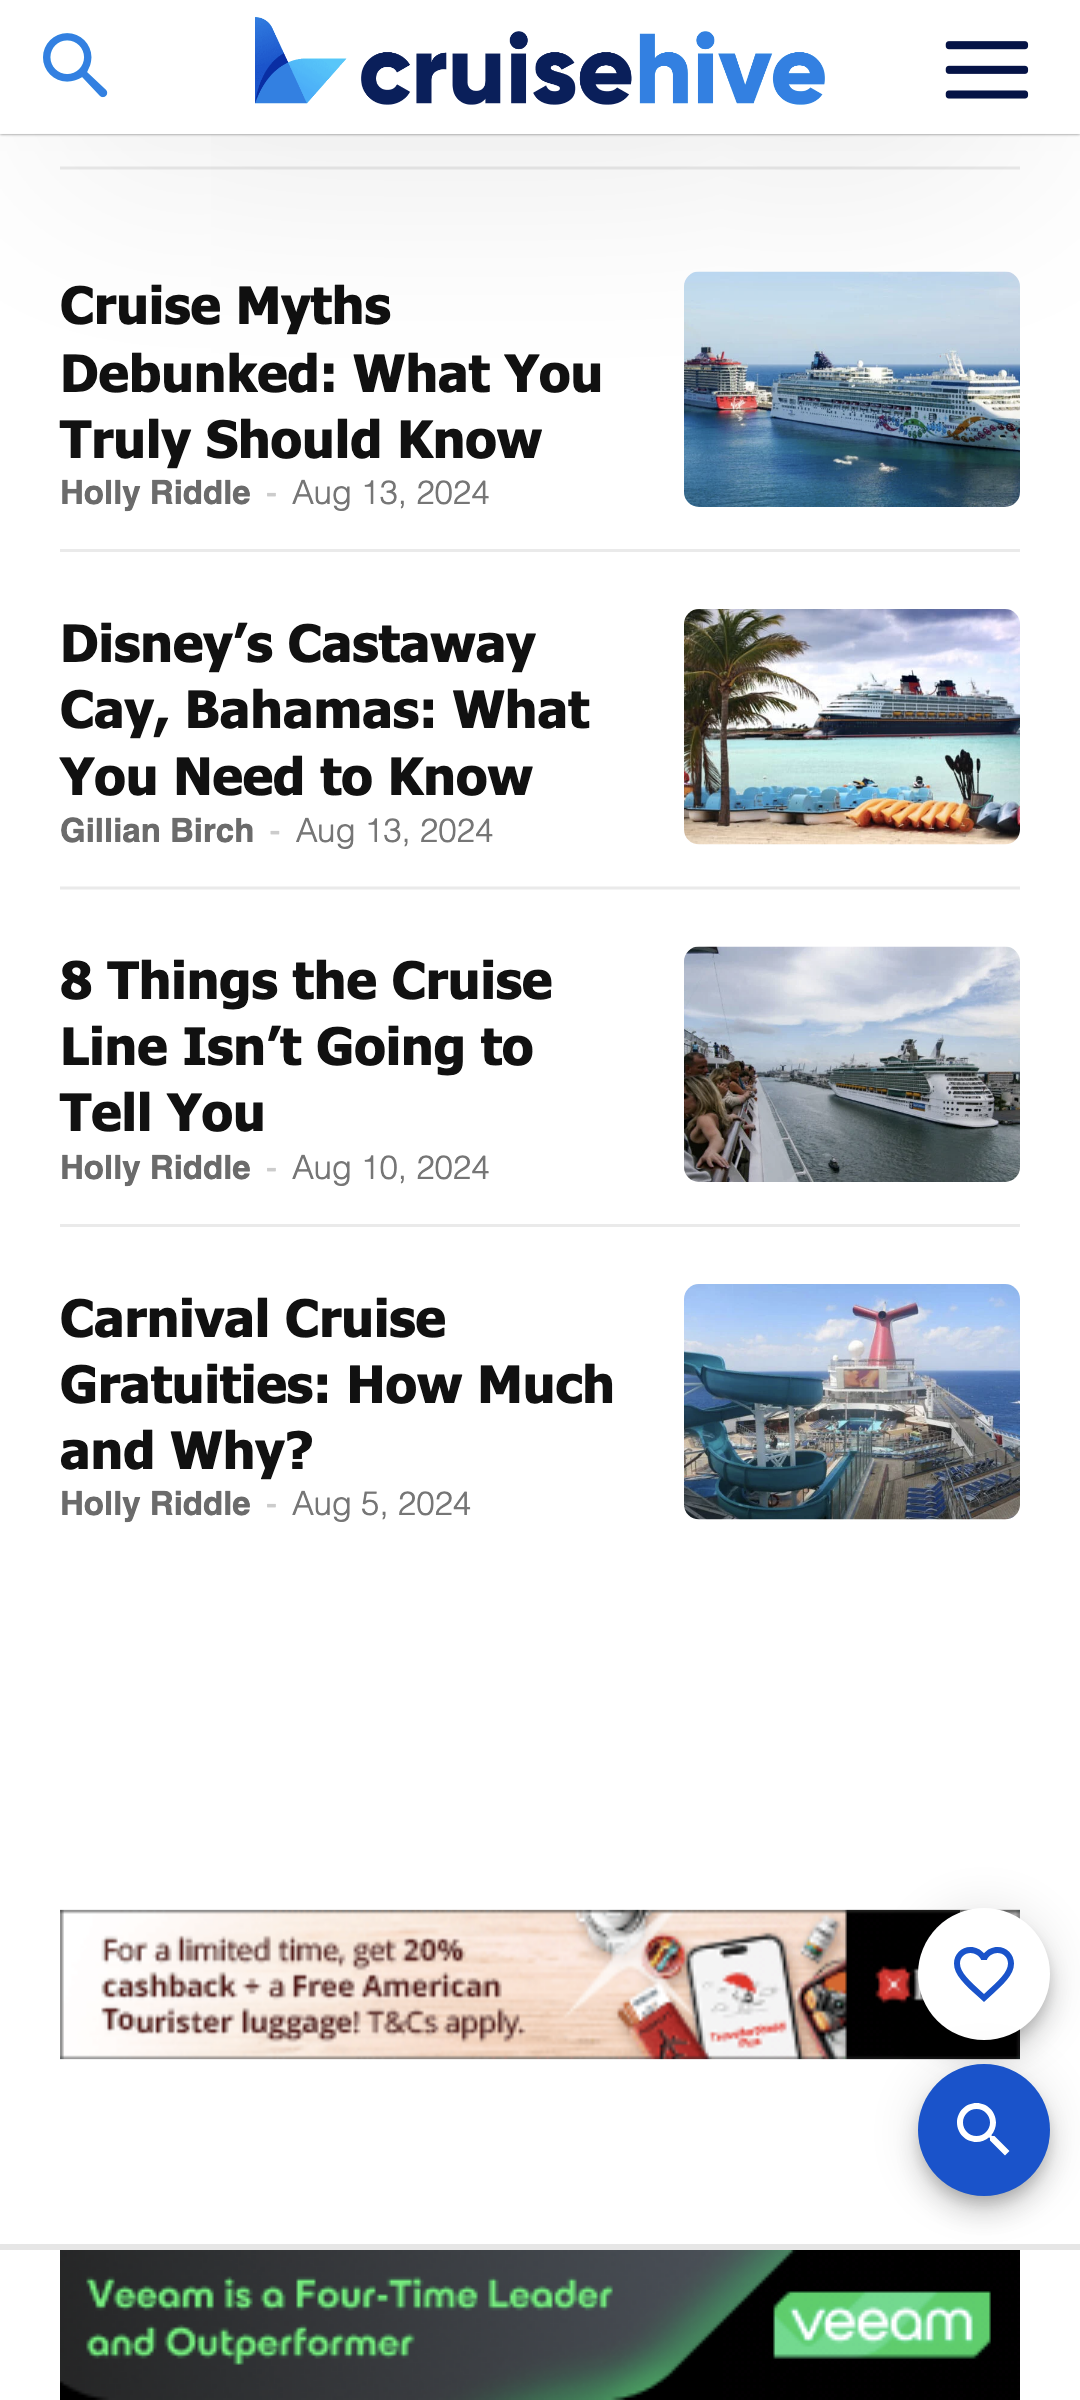 cruisehive
Cruise Myths
Debunked: What You
Truly Should Know
Holly Riddle - Aug 13, 2024
Disney’s Castaway
Cay, Bahamas: What
You Need to Know
Gillian Birch - Aug 13, 2024
8 Things the Cruise
Line Isn’t Going to
Tell You
Holly Riddle - Aug 10, 2024
Carnival Cruise
Gratuities: How Much
and Why?
Holly Riddle - Aug 5, 2024
For a limited time, get 20%
cashback + a Free American
Tourister luggage! T&Cs apply.
Veeam is a Four-Time Leader
and Outperformer
veeam